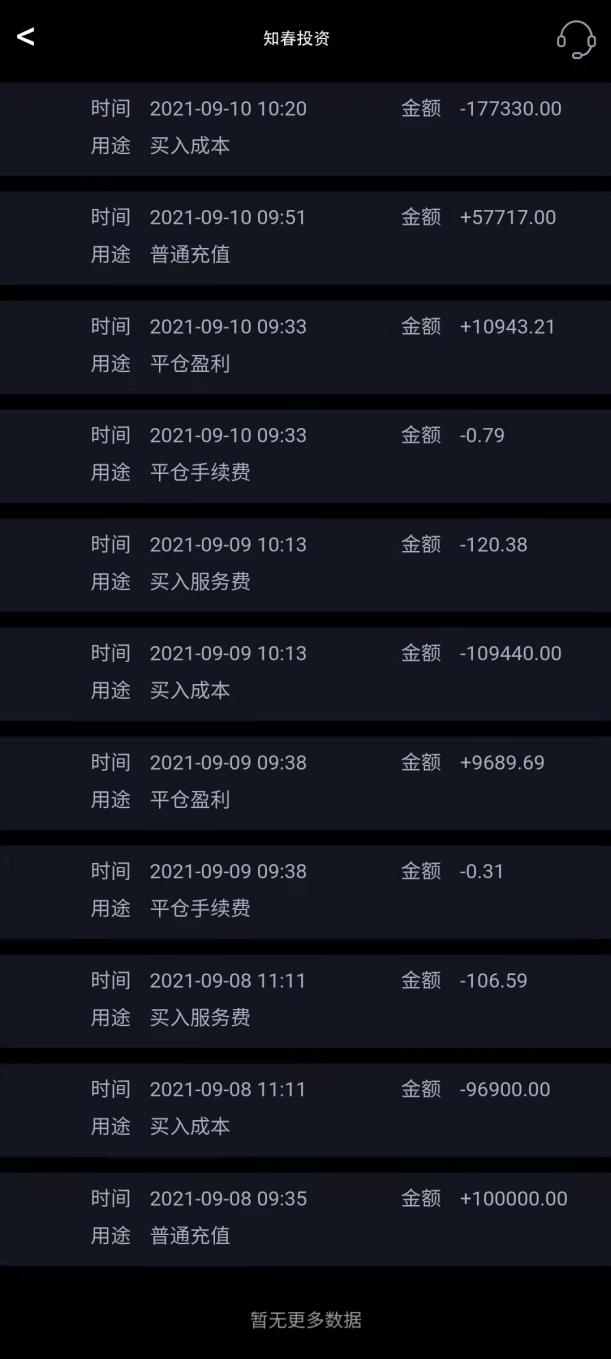 <
知春投资
时间 2021-09-10 10:20 金额 -177330.00
用途 买入成本
时间 2021-09-10 09:51 金额 +57717.00
用途 普通充值
时间 2021-09-10 09:33 金额 +10943.21
用途 平仓盈利
时间 2021-09-10 09:33 金额 -0.79
用途 平仓手续费
时间 2021-09-09 10:13 金额 -120.38
用途 买入服务费
时间 2021-09-09 10:13 金额 -109440.00
用途 买入成本
时间 2021-09-09 09:38 金额 +9689.69
用途 平仓盈利
时间 2021-09-09 09:38 金额 -0.31
用途 平仓手续费
时间 2021-09-08 11:11 金额 -106.59
用途 买入服务费
时间 2021-09-08 11:11 金额 -96900.00
用途 买入成本
时间 2021-09-08 09:35 金额 +100000.00
用途 普通充值
暂无更多数据